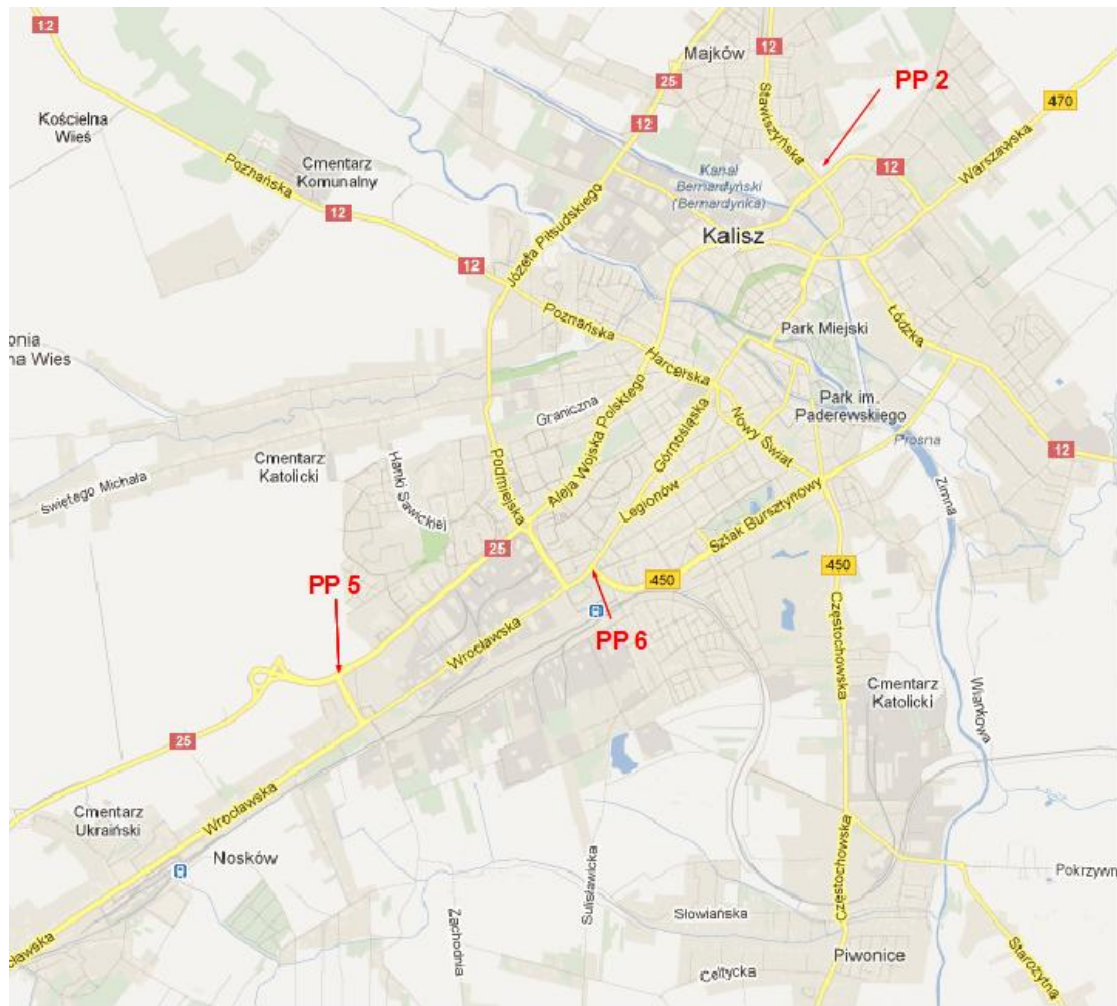 12
Majków
12
25
PP 2
470
Kościelna
Wieś
Stawiszyńska
12
Cmentarz
Komunalny
Poznańska
Kanał
Bernardyński
(Bernardynka)
12
Warszawska
12
Józefa Piłsudskiego
Kalisz
12
Poznańska
Park Miejski
Łódzka
onia
na Wies
Harcerska
Park im.
Paderewskiego
Graniczna
Aleja Wojska Polskiego
Górnośląska
Nowy Świat
Prosna
12
Cmentarz
Katolicki
Hanki Sawickiej
Podmiejska
Świętego Michała
Legionów
Szlak Bursztynowy
Zimna
25
450
450
PP 5
PP 6
Wrocławska
Częstochowska
Cmentarz
Katolicki
Wiankowa
25
Cmentarz
Ukraiński
Wrocławska
Nosków
Sulisławicka
Częstochowska
Pokrzywn
Zachodnia
Słowiańska
cławska
Celtycka
Piwonice
Starożytna